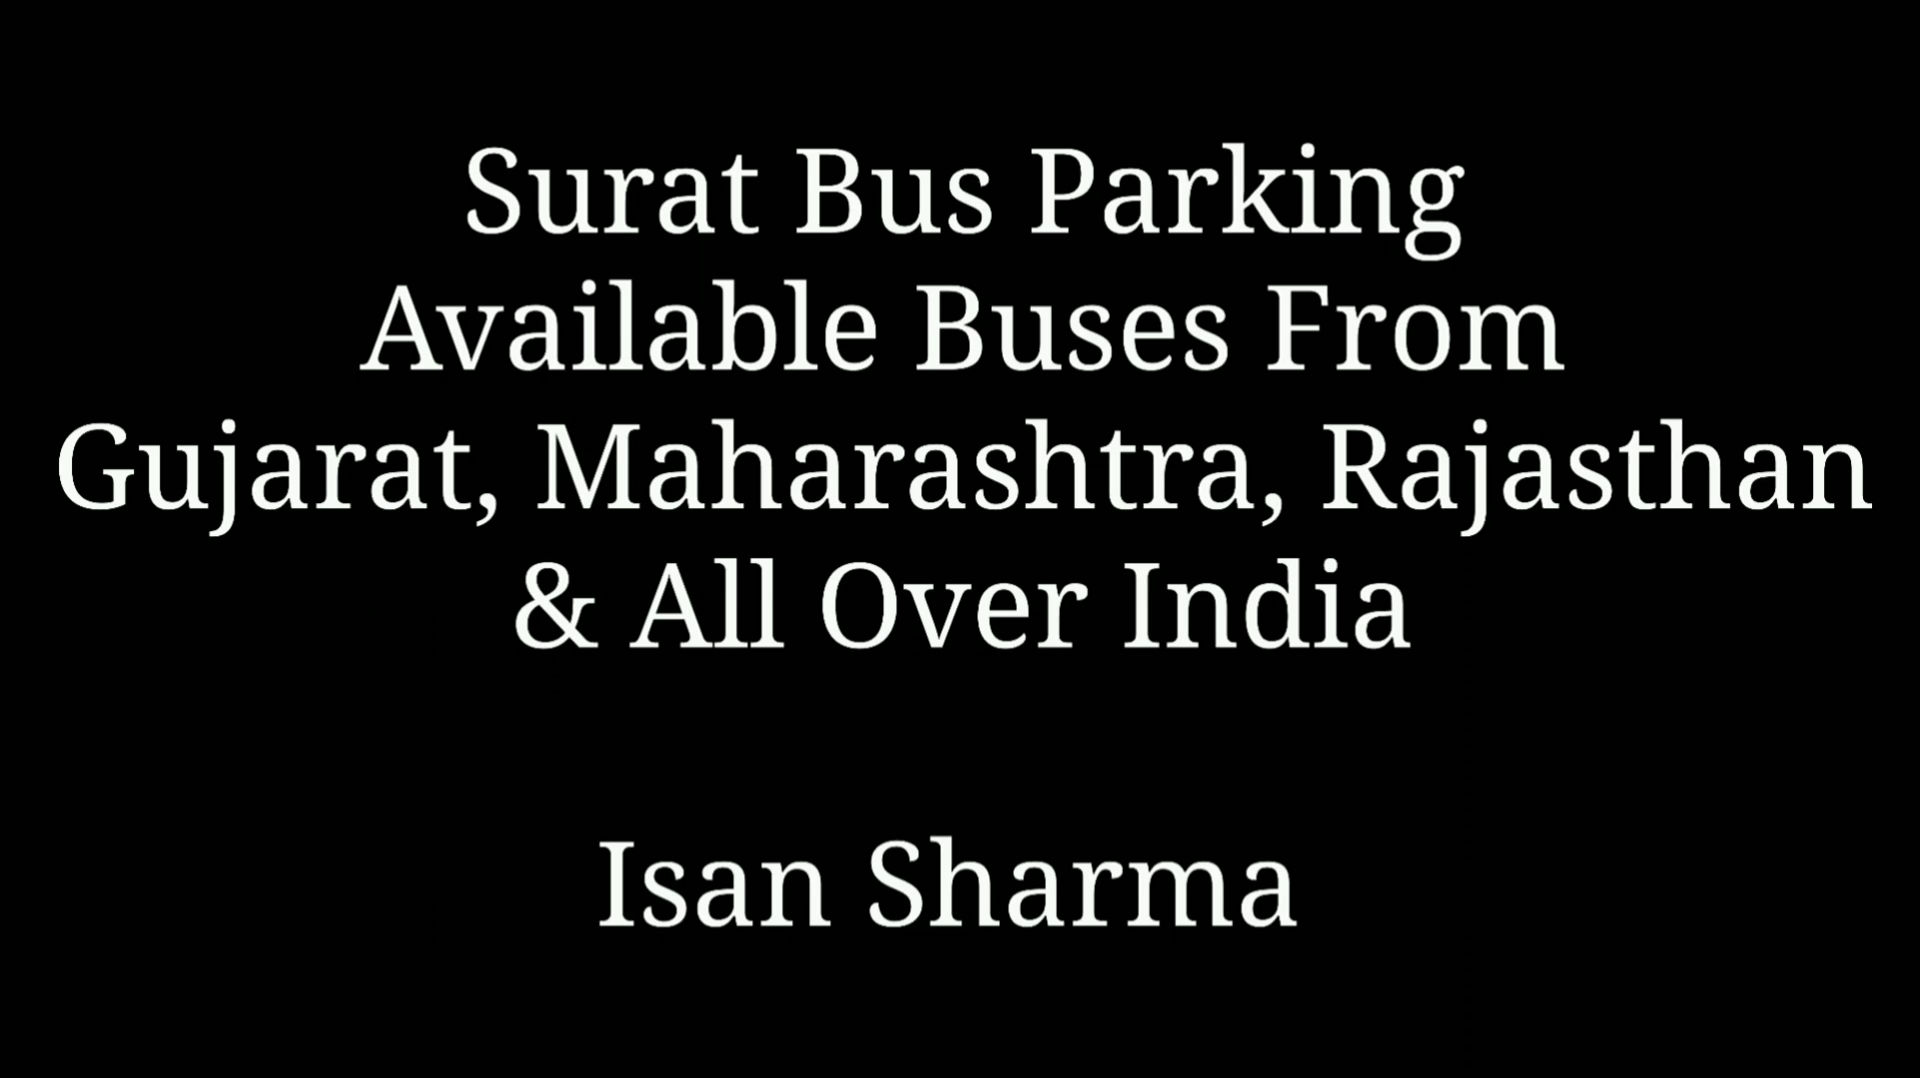 Surat Bus Parking
Available Buses From
Gujarat, Maharashtra, Rajasthan
& All Over India
Isan Sharma